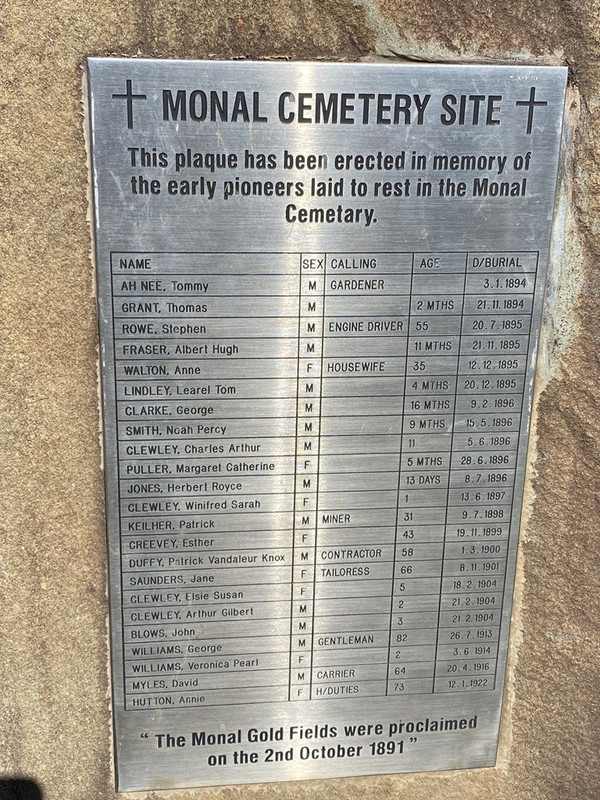 MONAL CEMETERY SITE
This plaque has been erected in memory of
the early pioneers laid to rest in the Monal
Cemetary.
NAME SEX CALLING AGE D/BURIAL
AH NEE, Tommy M GARDENER 3.1.1894
GRANT, Thomas M 2 MTHS 21.11.1894
ROWE, Stephen M ENGINE DRIVER 55 20.7.1895
FRASER, Albert Hugh M 11 MTHS 21.11.1895
WALTON, Anne F HOUSEWIFE 35 12.12.1895
LINDLEY, Learel Tom M 4 MTHS 20.12.1895
CLARKE, George M 16 MTHS 9.2.1896
SMITH, Noah Percy M 9 MTHS 15.5.1896
CLEWLEY, Charles Arthur M 11 5.6.1896
PULLER, Margaret Catherine F 5 MTHS 28.6.1896
JONES, Herbert Royce M 13 DAYS 8.7.1896
CLEWLEY, Winifred Sarah F 1 13.6.1897
KEILHER, Patrick M MINER 31 9.7.1898
CREEVEY, Esther F 43 19.11.1899
DUFFY, Patrick Vandaleur Knox M CONTRACTOR 58 1.3.1900
SAUNDERS, Jane F TAILORESS 66 8.11.1901
CLEWLEY, Elsie Susan F 5 18.2.1904
CLEWLEY, Arthur Gilbert M 2 21.2.1904
BLOWS, John M 3 21.2.1904
WILLIAMS, George M GENTLEMAN 82 26.7.1913
WILLIAMS, Veronica Pearl F 2 3.6.1914
MYLES, David M CARRIER 64 20.4.1916
HUTTON, Annie F H/DUTIES 73 12.1.1922
“ The Monal Gold Fields were proclaimed
on the 2nd October 1891 ”